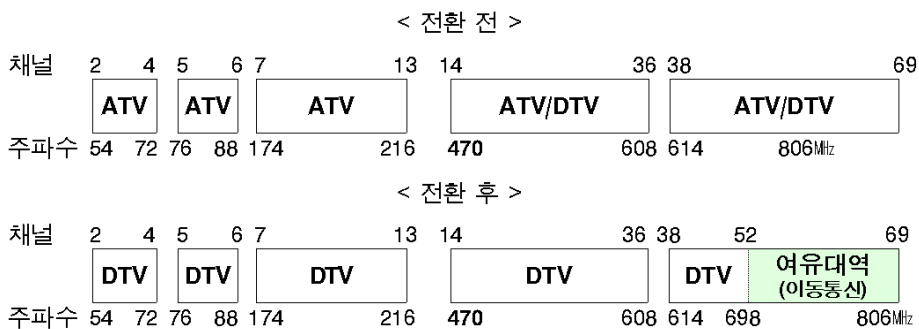 < 전환 전 >
채널 2 4 5 6 7 13 14 36 38 69
ATV ATV ATV ATV/DTV ATV/DTV
주파수 54 72 76 88 174 216 470 608 614 806㎒
< 전환 후 >
채널 2 4 5 6 7 13 14 36 38 52 69
DTV DTV DTV DTV DTV 여유대역
(이동통신)
주파수 54 72 76 88 174 216 470 608 614 698 806㎒